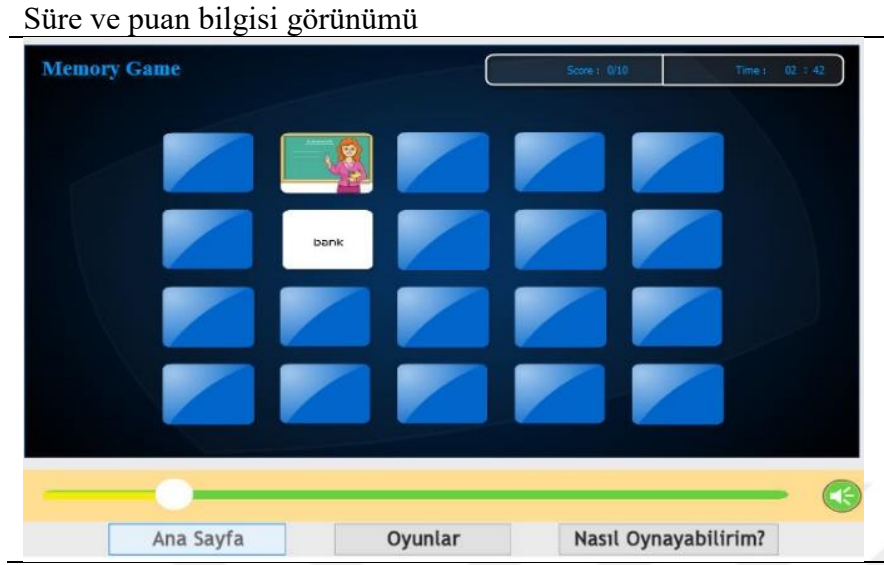 Süre ve puan bilgisi görünümü
Memory Game Score : 0/10 Time : 02 : 42
bank
Ana Sayfa Oyunlar Nasıl Oynayabilirim?